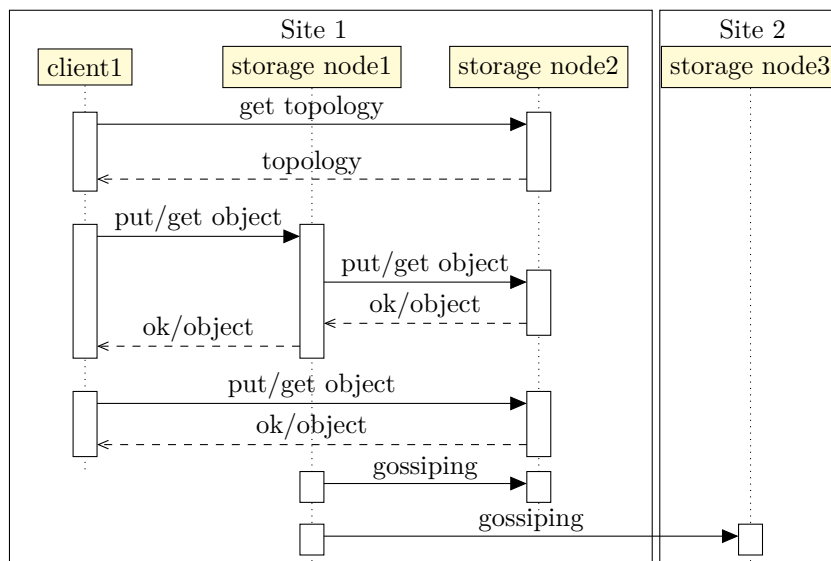 Site 1
Site 2
client1
storage node1
storage node2
storage node3
get topology
topology
put/get object
put/get object
ok/object
ok/object
put/get object
ok/object
gossiping
gossiping